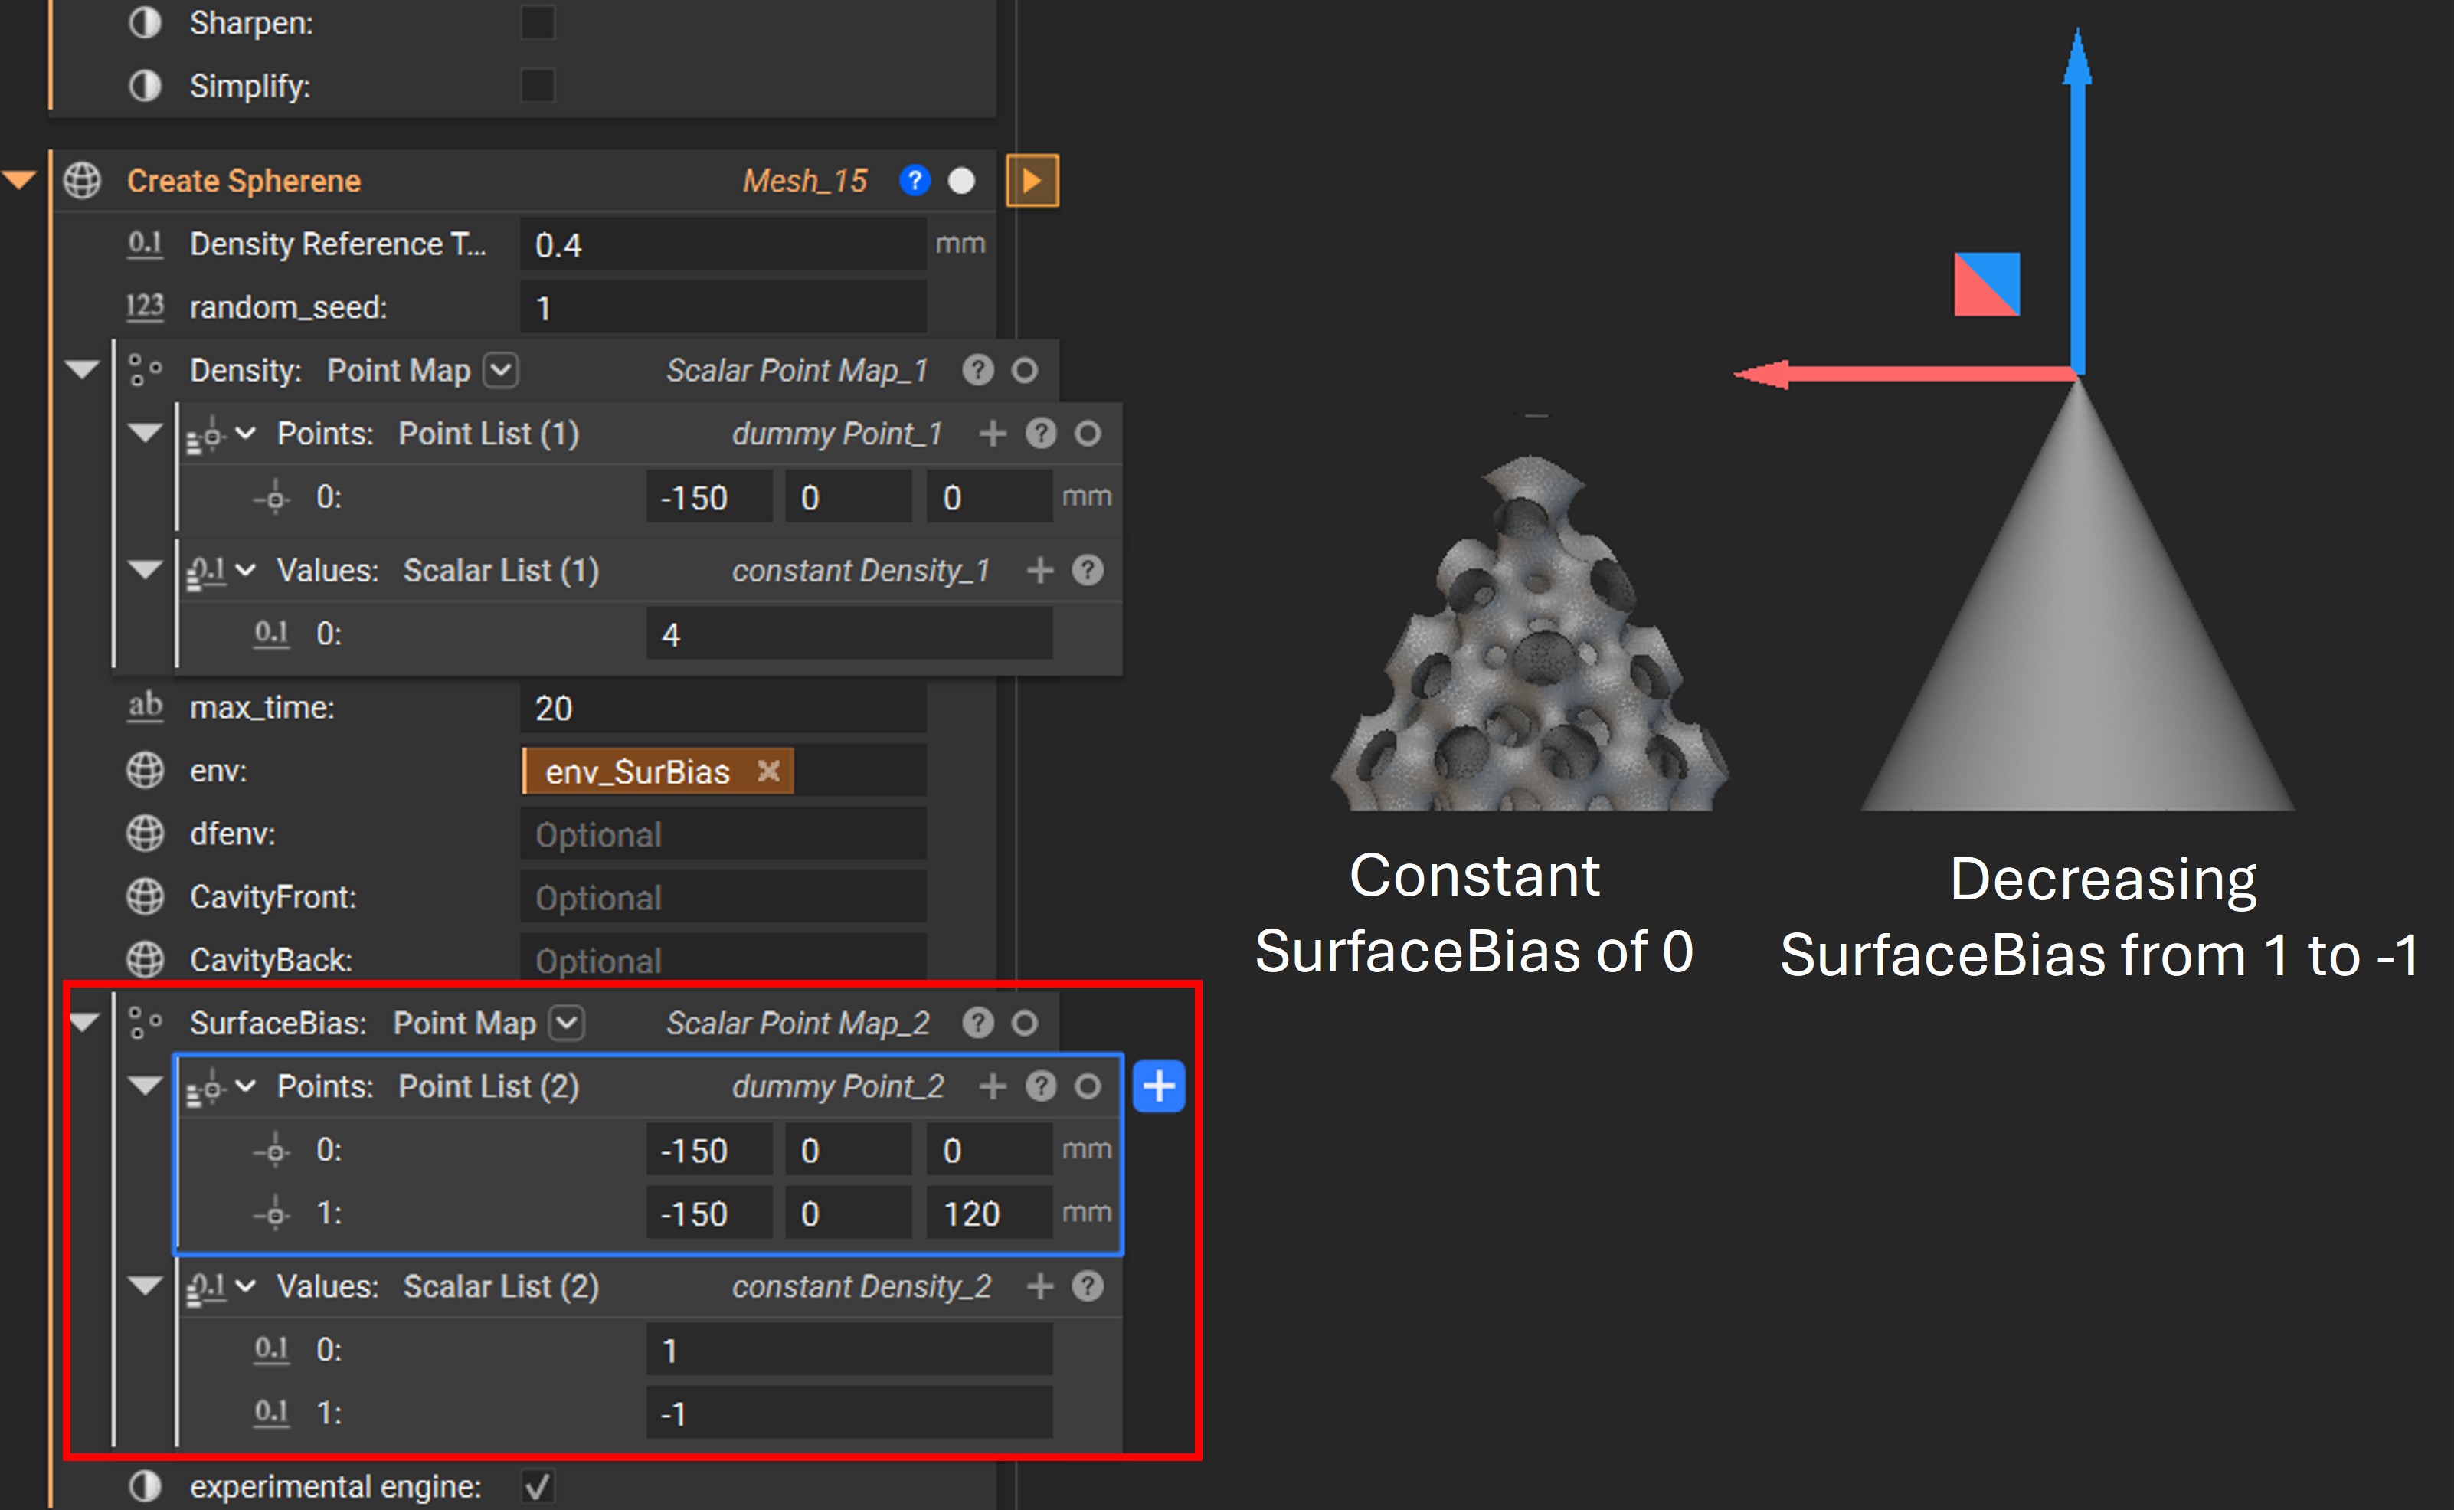 Sharpen:
Simplify:
Create Spherene Mesh_15 ?
0.1 Density Reference T... 0.4 mm
123 random_seed: 1
Density: Point Map Scalar Point Map_1 ?
Points: Point List (1) dummy Point_1 + ?
0: -150 0 0 mm
0.1 Values: Scalar List (1) constant Density_1 + ?
0.1 0: 4
ab max_time: 20
env: env_SurBias ×
dfenv: Optional
CavityFront: Optional
CavityBack: Optional
SurfaceBias: Point Map Scalar Point Map_2 ?
Points: Point List (2) dummy Point_2 + ? +
0: -150 0 0 mm
1: -150 0 120 mm
0.1 Values: Scalar List (2) constant Density_2 + ?
0.1 0: 1
0.1 1: -1
experimental engine: ✓
Constant
SurfaceBias of 0
Decreasing
SurfaceBias from 1 to -1